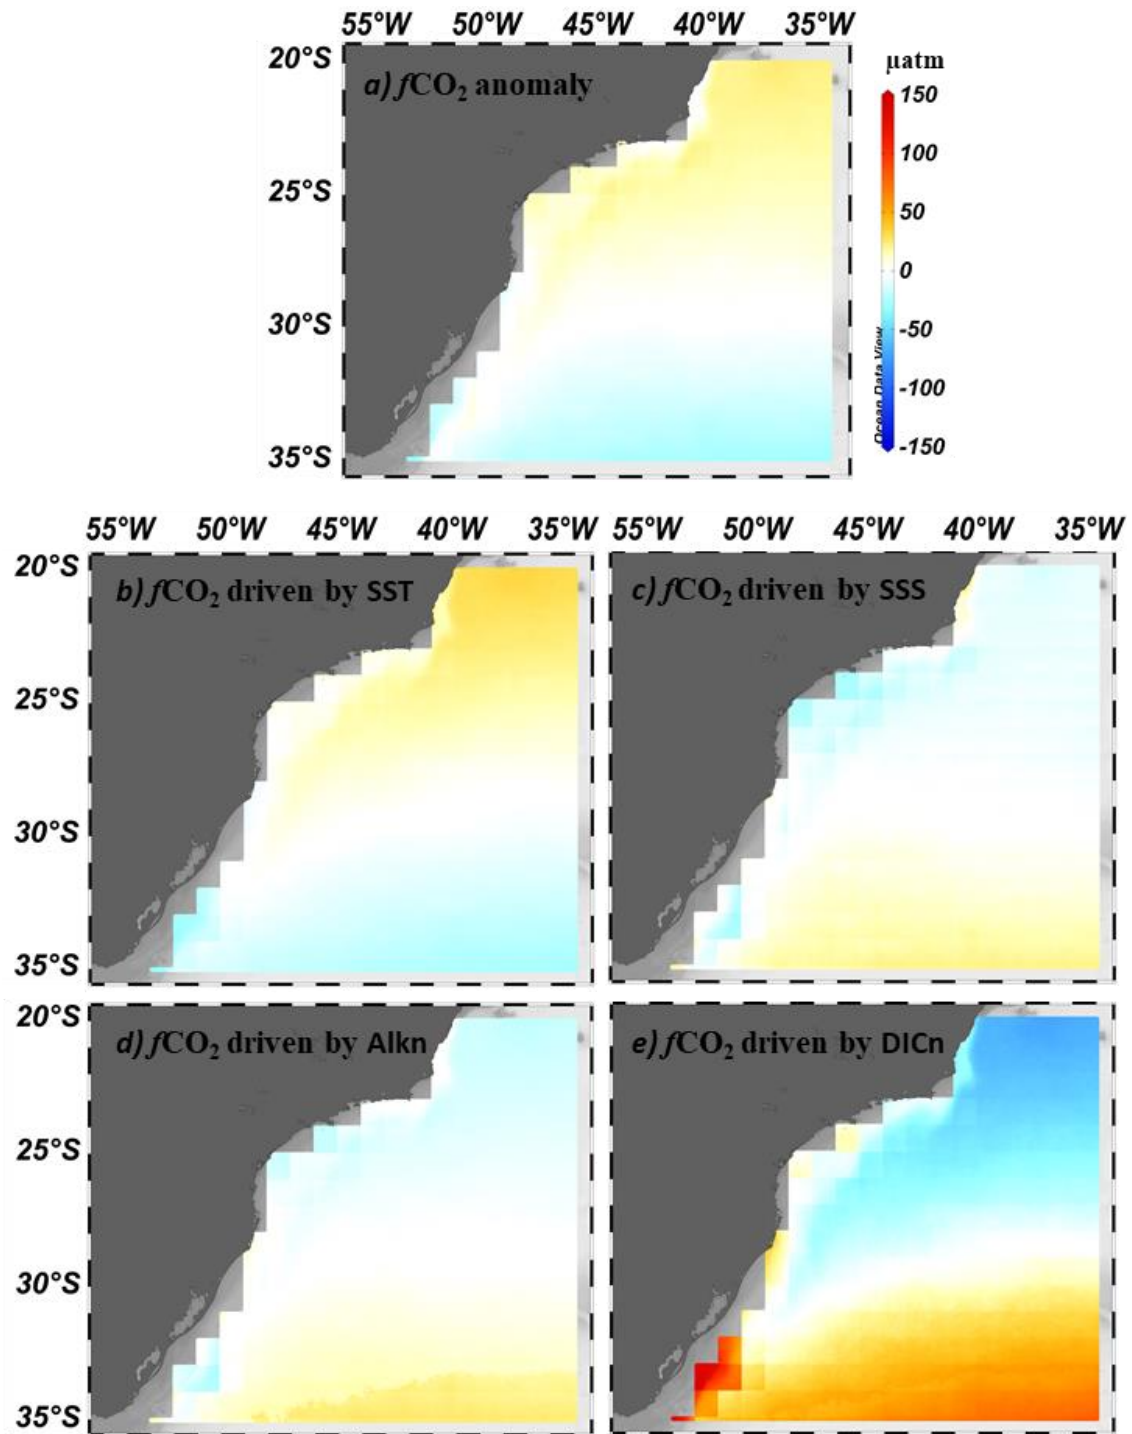 55°W 50°W 45°W 40°W 35°W
20°S
25°S
30°S
35°S
a) fCO₂ anomaly
µatm
150
100
50
0
-50
-100
-150
Ocean Data View
55°W 50°W 45°W 40°W 35°W
55°W 50°W 45°W 40°W 35°W
20°S
25°S
30°S
35°S
b) fCO₂ driven by SST
c) fCO₂ driven by SSS
20°S
25°S
30°S
35°S
d) fCO₂ driven by Alkn
e) fCO₂ driven by DICn